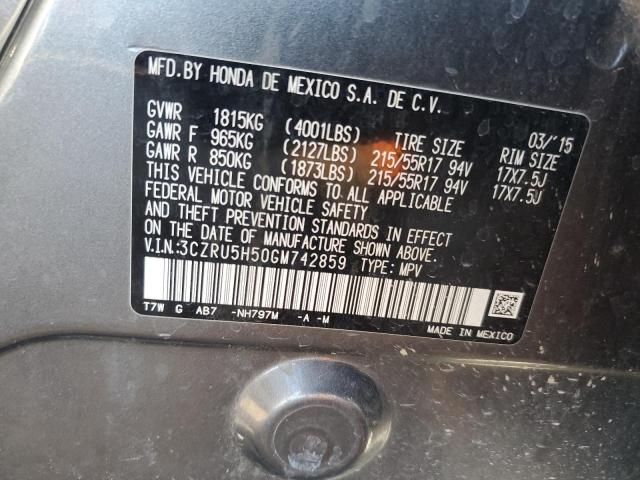 MFD.BY HONDA DE MEXICO S.A. DE C.V.
03/'15
GVWR 1815KG (4001LBS) TIRE SIZE RIM SIZE
GAWR F 965KG (2127LBS) 215/55R17 94V 17X7.5J
GAWR R 850KG (1873LBS) 215/55R17 94V 17X7.5J
THIS VEHICLE CONFORMS TO ALL APPLICABLE
FEDERAL MOTOR VEHICLE SAFETY
AND THEFT PREVENTION STANDARDS IN EFFECT
ON THE DATE OF MANUFACTURE SHOWN ABOVE.
V.I.N.:3CZRU5H50GM742859 TYPE: MPV
T7W G AB7 -NH797M -A -M
MADE IN MEXICO